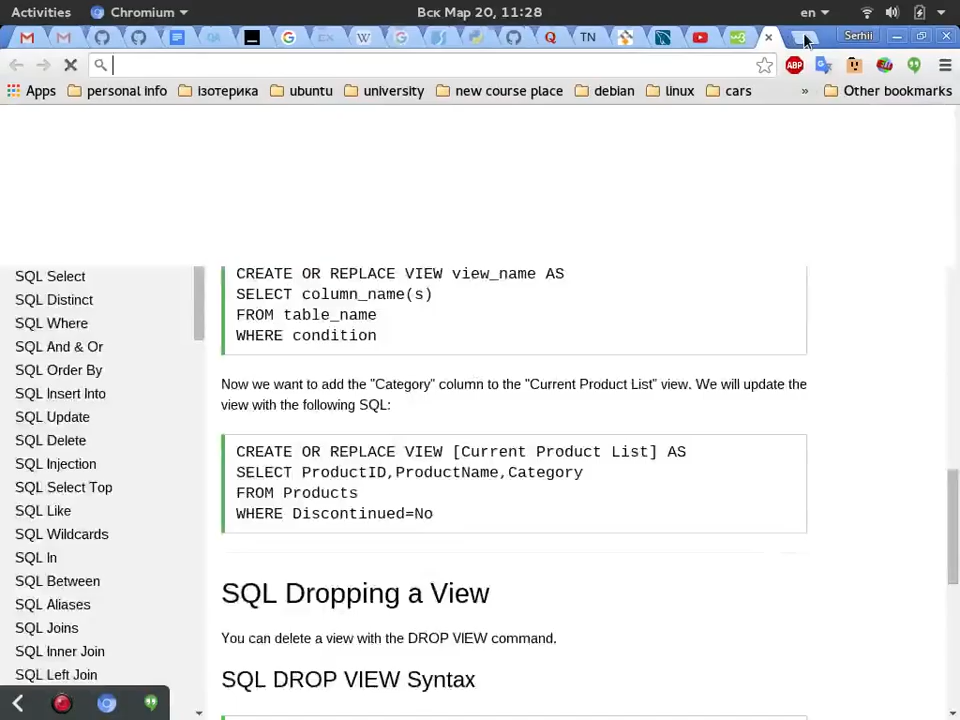 Activities Chromium Вск Мар 20, 11:28 en
TN Serhii
ABP
Apps personal info ізотерика ubuntu university new course place debian linux cars » Other bookmarks
SQL Select
SQL Distinct
SQL Where
SQL And & Or
SQL Order By
SQL Insert Into
SQL Update
SQL Delete
SQL Injection
SQL Select Top
SQL Like
SQL Wildcards
SQL In
SQL Between
SQL Aliases
SQL Joins
SQL Inner Join
SQL Left Join
CREATE OR REPLACE VIEW view_name AS
SELECT column_name(s)
FROM table_name
WHERE condition
Now we want to add the "Category" column to the "Current Product List" view. We will update the
view with the following SQL:
CREATE OR REPLACE VIEW [Current Product List] AS
SELECT ProductID,ProductName,Category
FROM Products
WHERE Discontinued=No
SQL Dropping a View
You can delete a view with the DROP VIEW command.
SQL DROP VIEW Syntax